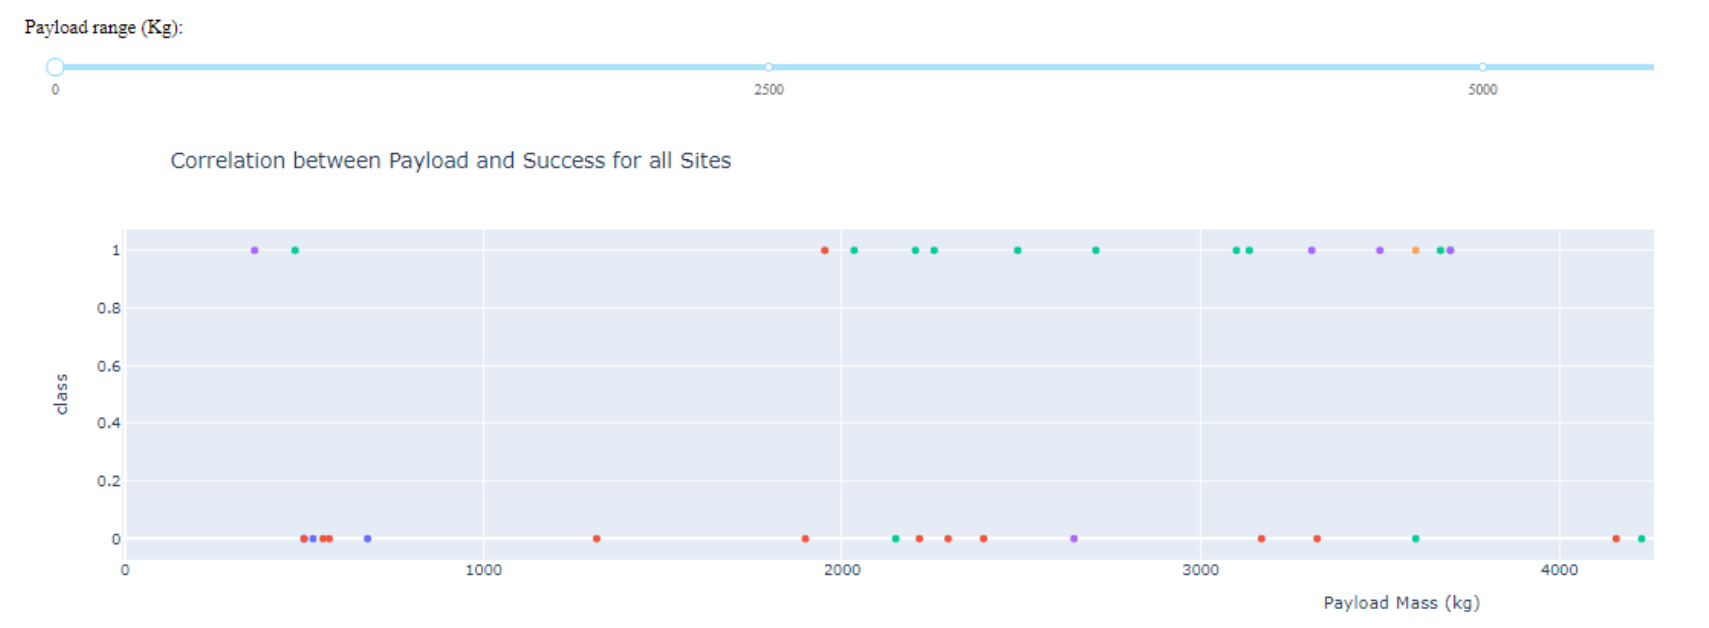 Payload range (Kg):
0 2500 5000
Correlation between Payload and Success for all Sites
1
0.8
0.6
class
0.4
0.2
0
0 1000 2000 3000 4000
Payload Mass (kg)